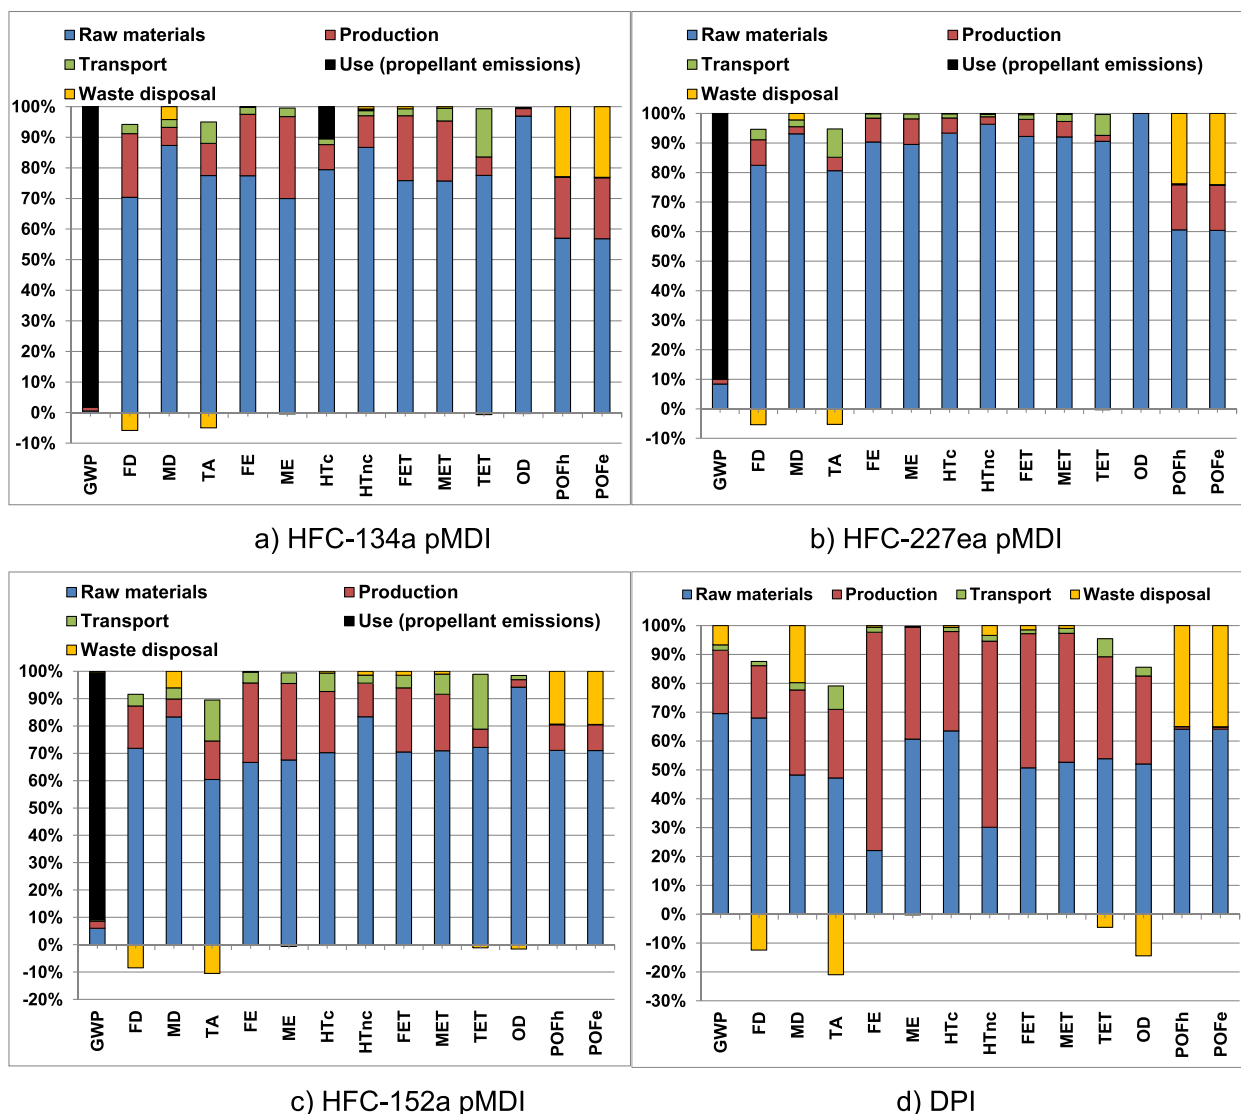 Raw materials Production
Transport Use (propellant emissions)
Waste disposal
100%
90%
80%
70%
60%
50%
40%
30%
20%
10%
0%
-10%
GWP FD MD TA FE ME HTc HTnc FET MET TET OD POFh POFe
a) HFC-134a pMDI
Raw materials Production
Transport Use (propellant emissions)
Waste disposal
100%
90%
80%
70%
60%
50%
40%
30%
20%
10%
0%
-10%
GWP FD MD TA FE ME HTc HTnc FET MET TET OD POFh POFe
b) HFC-227ea pMDI
Raw materials Production
Transport Use (propellant emissions)
Waste disposal
100%
90%
80%
70%
60%
50%
40%
30%
20%
10%
0%
-10%
-20%
GWP FD MD TA FE ME HTc HTnc FET MET TET OD POFh POFe
c) HFC-152a pMDI
Raw materials Production Transport Waste disposal
100%
90%
80%
70%
60%
50%
40%
30%
20%
10%
0%
-10%
-20%
-30%
GWP FD MD TA FE ME HTc HTnc FET MET TET OD POFh POFe
d) DPI